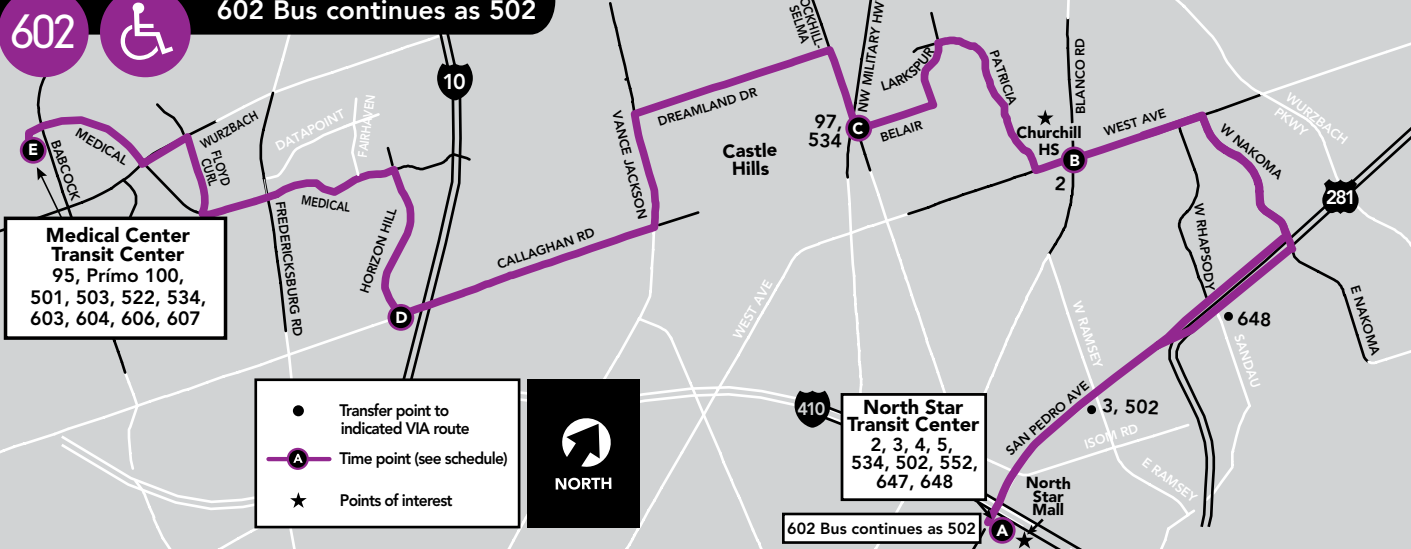 602
602 Bus continues as 502
10
MEDICAL
E
BABCOCK
WURZBACH
FLOYD
CURL
DATAPOINT
FAIRHAVEN
MEDICAL
FREDERICKSBURG RD
HORIZON HILL
D
CALLAGHAN RD
VANCE JACKSON
DREAMLAND DR
Castle
Hills
SELMA
NW MILITARY HW
97,
534
C
BELAIR
LARKSPUR
PATRICIA
Churchill
HS
BLANCO RD
B
2
WEST AVE
W NAKOMA
WURZBACH
PKWY
281
W RHAPSODY
648
SANDAU
E NAKOMA
WEST AVE
W RAMSEY
3, 502
SAN PEDRO AVE
ISOM RD
E RAMSEY
410
Medical Center
Transit Center
95, Prímo 100,
501, 503, 522, 534,
603, 604, 606, 607
Transfer point to
indicated VIA route
A
Time point (see schedule)
Points of interest
NORTH
North Star
Transit Center
2, 3, 4, 5,
534, 502, 552,
647, 648
North
Star
Mall
602 Bus continues as 502
A